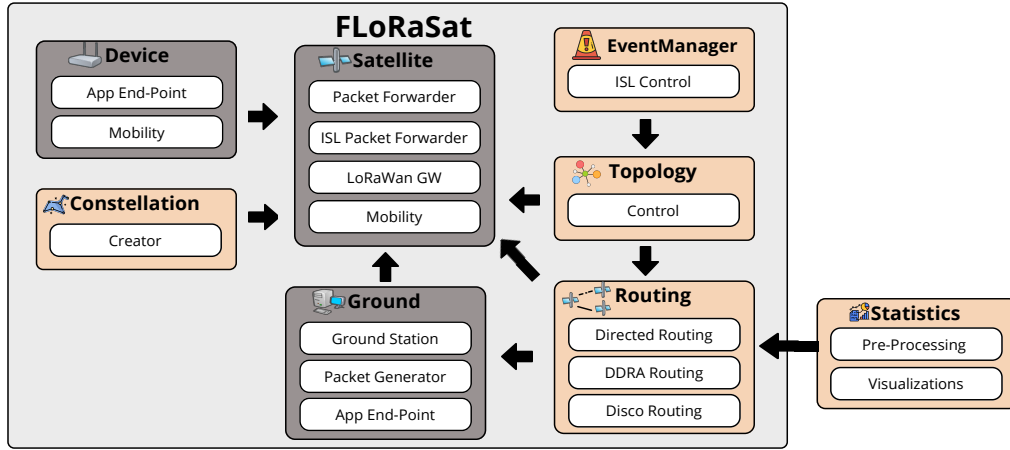 FLoRaSat
Device
App End-Point
Mobility
Constellation
Creator
Satellite
Packet Forwarder
ISL Packet Forwarder
LoRaWan GW
Mobility
Ground
Ground Station
Packet Generator
App End-Point
EventManager
ISL Control
Topology
Control
Routing
Directed Routing
DDRA Routing
Disco Routing
Statistics
Pre-Processing
Visualizations